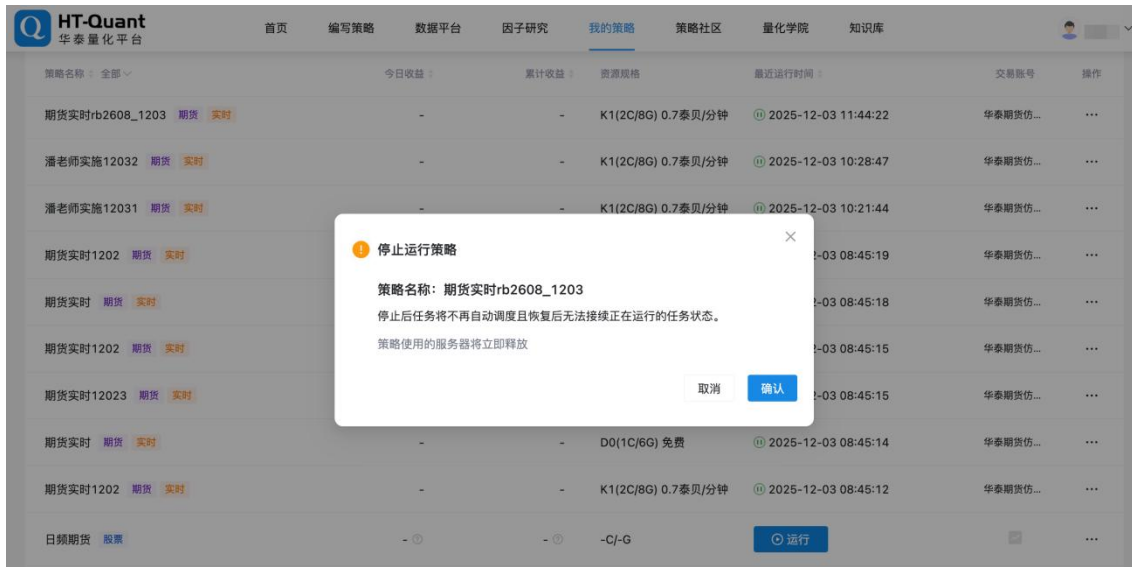 HT-Quant
华泰量化平台
首页 编写策略 数据平台 因子研究 我的策略 策略社区 量化学院 知识库
策略名称 全部 今日收益 累计收益 资源规格 最近运行时间 交易账号 操作
期货实时rb2608_1203 期货 实时 - - K1(2C/8G) 0.7泰贝/分钟 2025-12-03 11:44:22 华泰期货仿... ...
潘老师实施12032 期货 实时 - - K1(2C/8G) 0.7泰贝/分钟 2025-12-03 10:28:47 华泰期货仿... ...
潘老师实施12031 期货 实时 - - K1(2C/8G) 0.7泰贝/分钟 2025-12-03 10:21:44 华泰期货仿... ...
期货实时1202 期货 实时 2-03 08:45:19 华泰期货仿... ...
期货实时 期货 实时 2-03 08:45:18 华泰期货仿... ...
期货实时1202 期货 实时 2-03 08:45:15 华泰期货仿... ...
期货实时12023 期货 实时 2-03 08:45:15 华泰期货仿... ...
期货实时 期货 实时 - - D0(1C/6G) 免费 2025-12-03 08:45:14 华泰期货仿... ...
期货实时1202 期货 实时 - - K1(2C/8G) 0.7泰贝/分钟 2025-12-03 08:45:12 华泰期货仿... ...
日频期货 股票 - - -C/-G 运行 ...
停止运行策略
策略名称：期货实时rb2608_1203
停止后任务将不再自动调度且恢复后无法接续正在运行的任务状态。
策略使用的服务器将立即释放
取消 确认